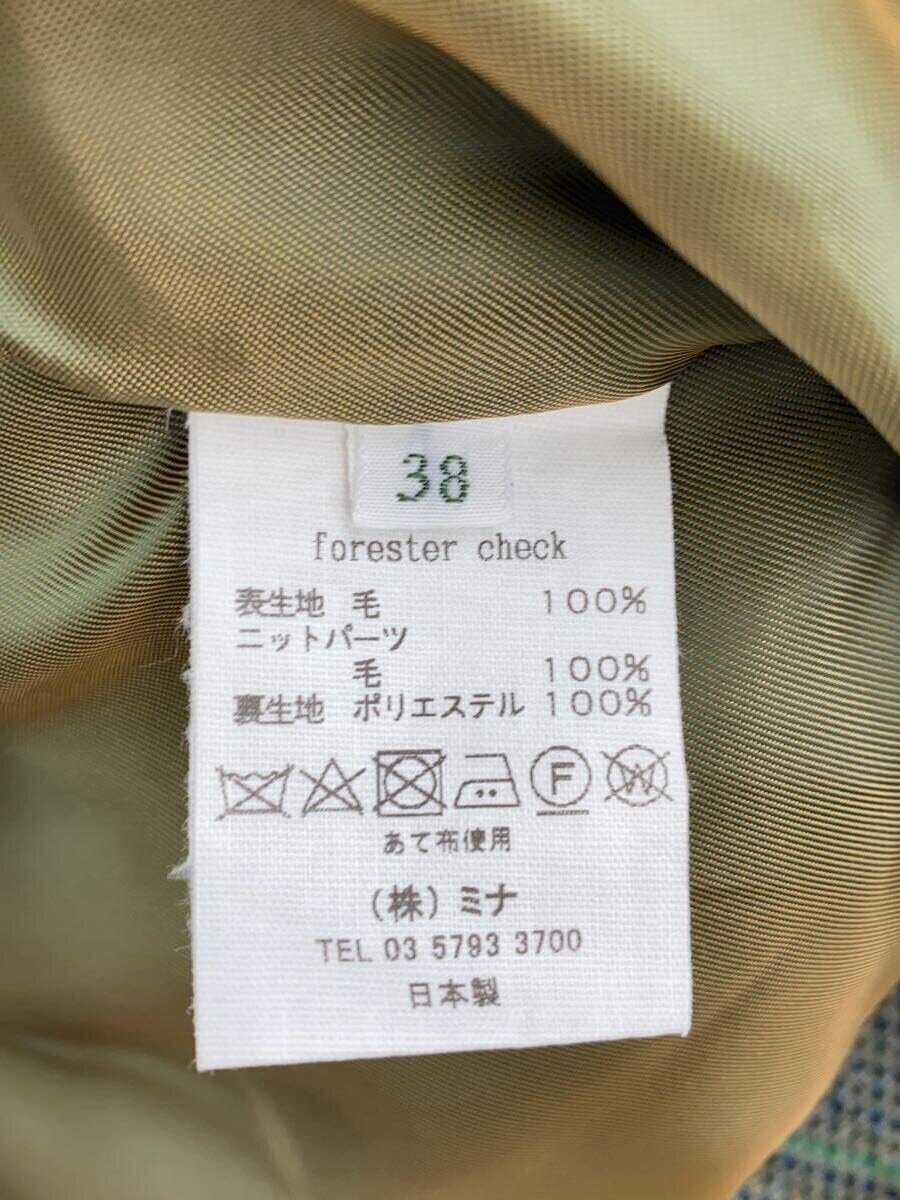 38
forester check
表生地 毛 100%
ニットパーツ
毛 100%
裏生地 ポリエステル 100%
F W
あて布使用
(株)ミナ
TEL 03 5793 3700
日本製